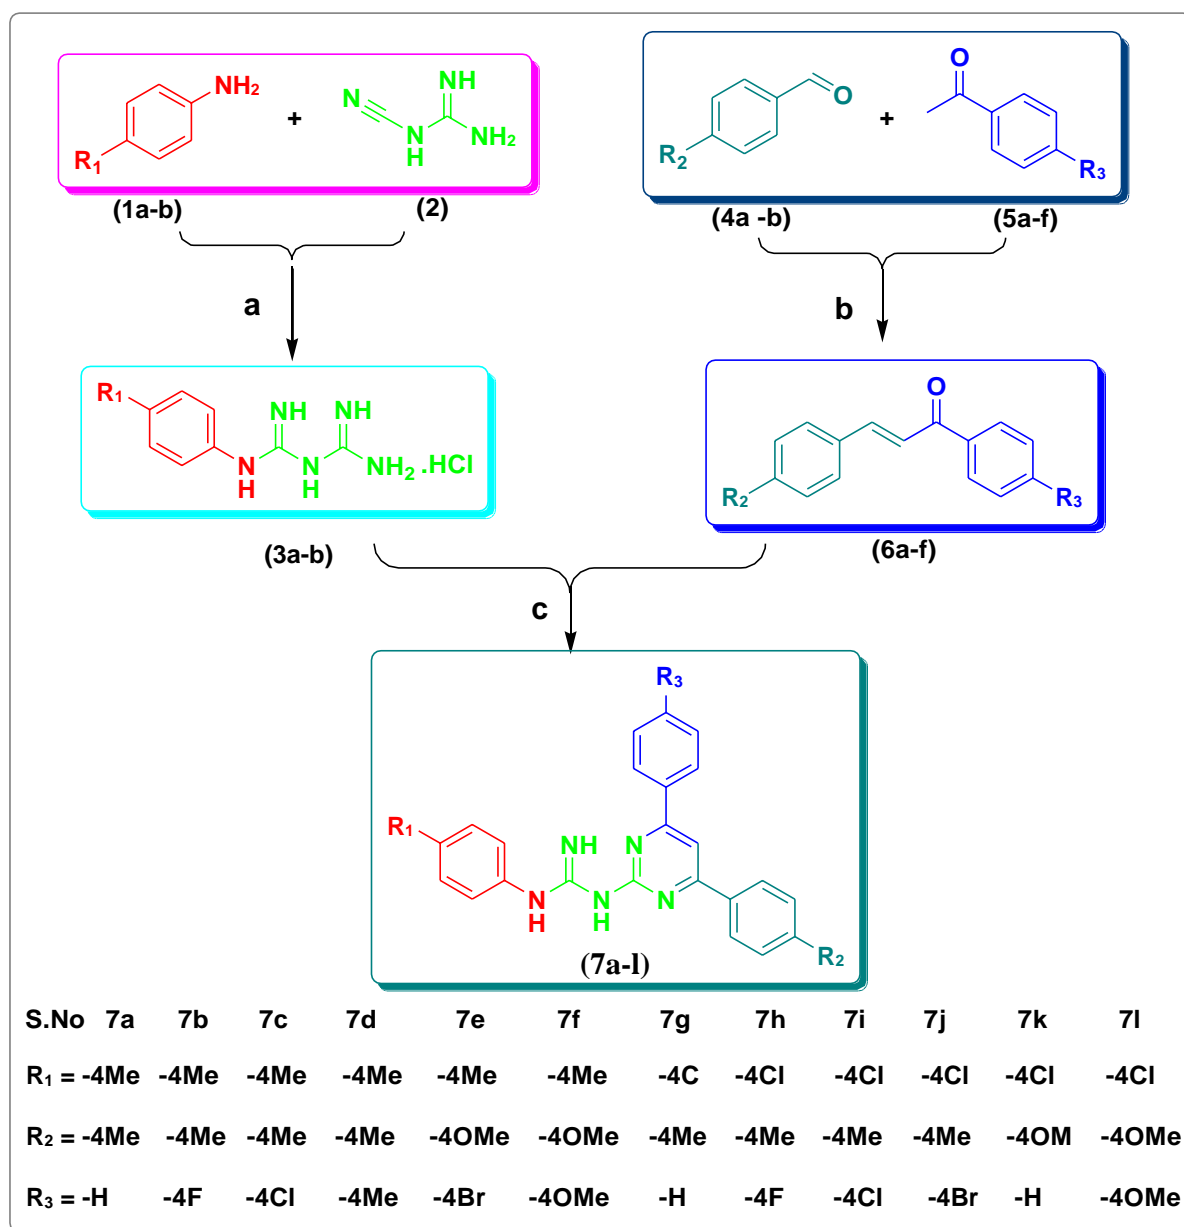 NH2 N NH O O
+ +
R1 N H NH2 R2 R3
(1a-b) (2) (4a -b) (5a-f)
a b
R1 NH NH O
N H N H NH2 .HCl R2 R3
(3a-b) (6a-f)
c
R3
R1 NH N
N H N H N
R2
(7a-l)
S.No 7a 7b 7c 7d 7e 7f 7g 7h 7i 7j 7k 7l
R1 = -4Me -4Me -4Me -4Me -4Me -4Me -4C -4Cl -4Cl -4Cl -4Cl -4Cl
R2 = -4Me -4Me -4Me -4Me -4OMe -4OMe -4Me -4Me -4Me -4Me -4OM -4OMe
R3 = -H -4F -4Cl -4Me -4Br -4OMe -H -4F -4Cl -4Br -H -4OMe